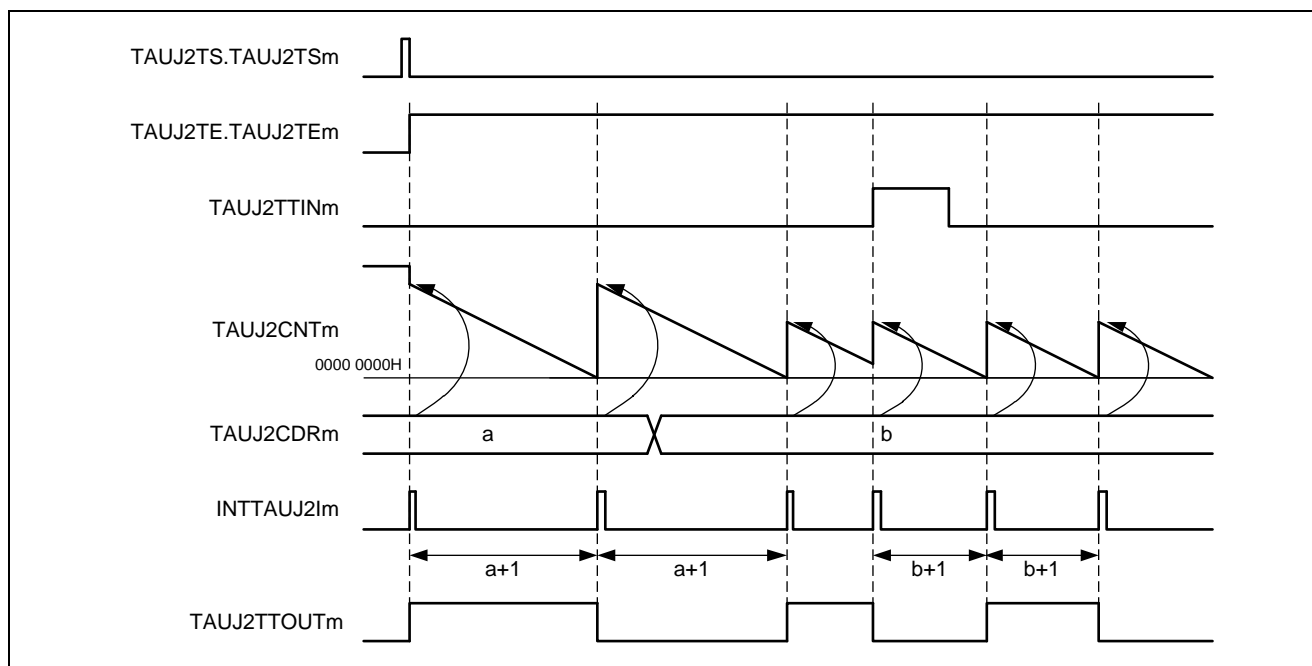 TAUJ2TS.TAUJ2TSm
TAUJ2TE.TAUJ2TEm
TAUJ2TTINm
TAUJ2CNTm
0000 0000H
TAUJ2CDRm
a
b
INTTAUJ2Im
a+1
a+1
b+1
b+1
TAUJ2TTOUTm